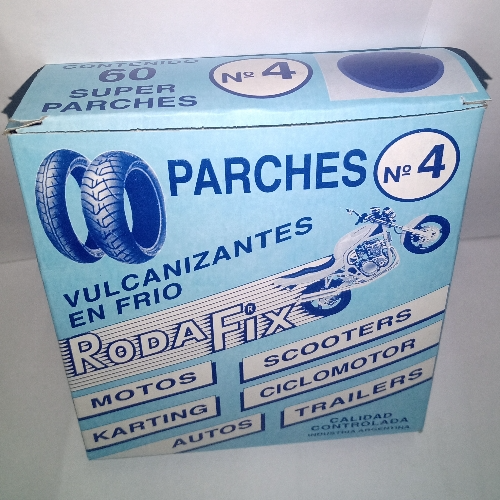 CONTENIDO
60
SUPER
PARCHES
Nº 4
PARCHES Nº 4
VULCANIZANTES
EN FRIO
RODAFIX®
MOTOS
SCOOTERS
KARTING
CICLOMOTOR
AUTOS
TRAILERS
CALIDAD
CONTROLADA
INDUSTRIA ARGENTINA